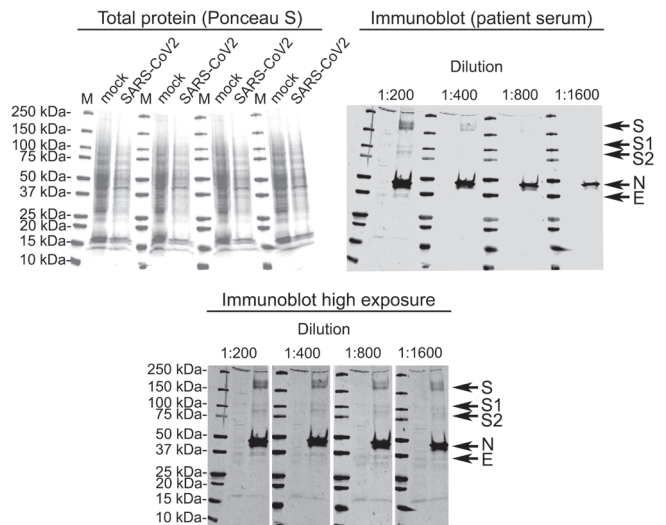 Total protein (Ponceau S)
M mock SARS-CoV2 M mock SARS-CoV2 M mock SARS-CoV2 M mock SARS-CoV2
250 kDa-
150 kDa-
100 kDa-
75 kDa-
50 kDa-
37 kDa-
25 kDa-
20 kDa-
15 kDa-
10 kDa-
Immunoblot (patient serum)
Dilution
1:200 1:400 1:800 1:1600
S
S1
S2
N
E
Immunoblot high exposure
Dilution
1:200 1:400 1:800 1:1600
250 kDa-
150 kDa-
100 kDa-
75 kDa-
50 kDa-
37 kDa-
25 kDa-
20 kDa-
15 kDa-
10 kDa-
S
S1
S2
N
E